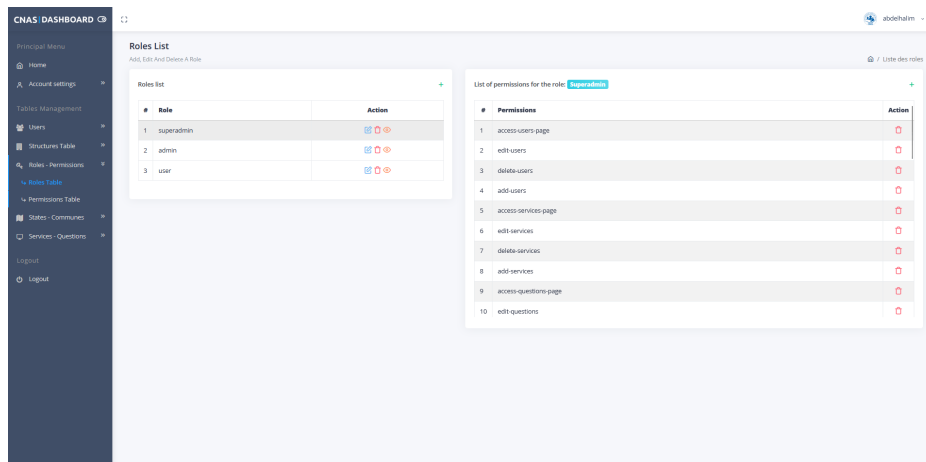 CNAS|DASHBOARD
abdelhalim
Principal Menu
Home
Account settings
Tables Management
Users
Structures Table
Roles - Permissions
Roles Table
Permissions Table
States - Communes
Services - Questions
Logout
Logout
Roles List
Add, Edit And Delete A Role
/ Liste des roles
Roles list +
# Role Action
1 superadmin
2 admin
3 user
List of permissions for the role: Superadmin +
# Permissions Action
1 access-users-page
2 edit-users
3 delete-users
4 add-users
5 access-services-page
6 edit-services
7 delete-services
8 add-services
9 access-questions-page
10 edit-questions